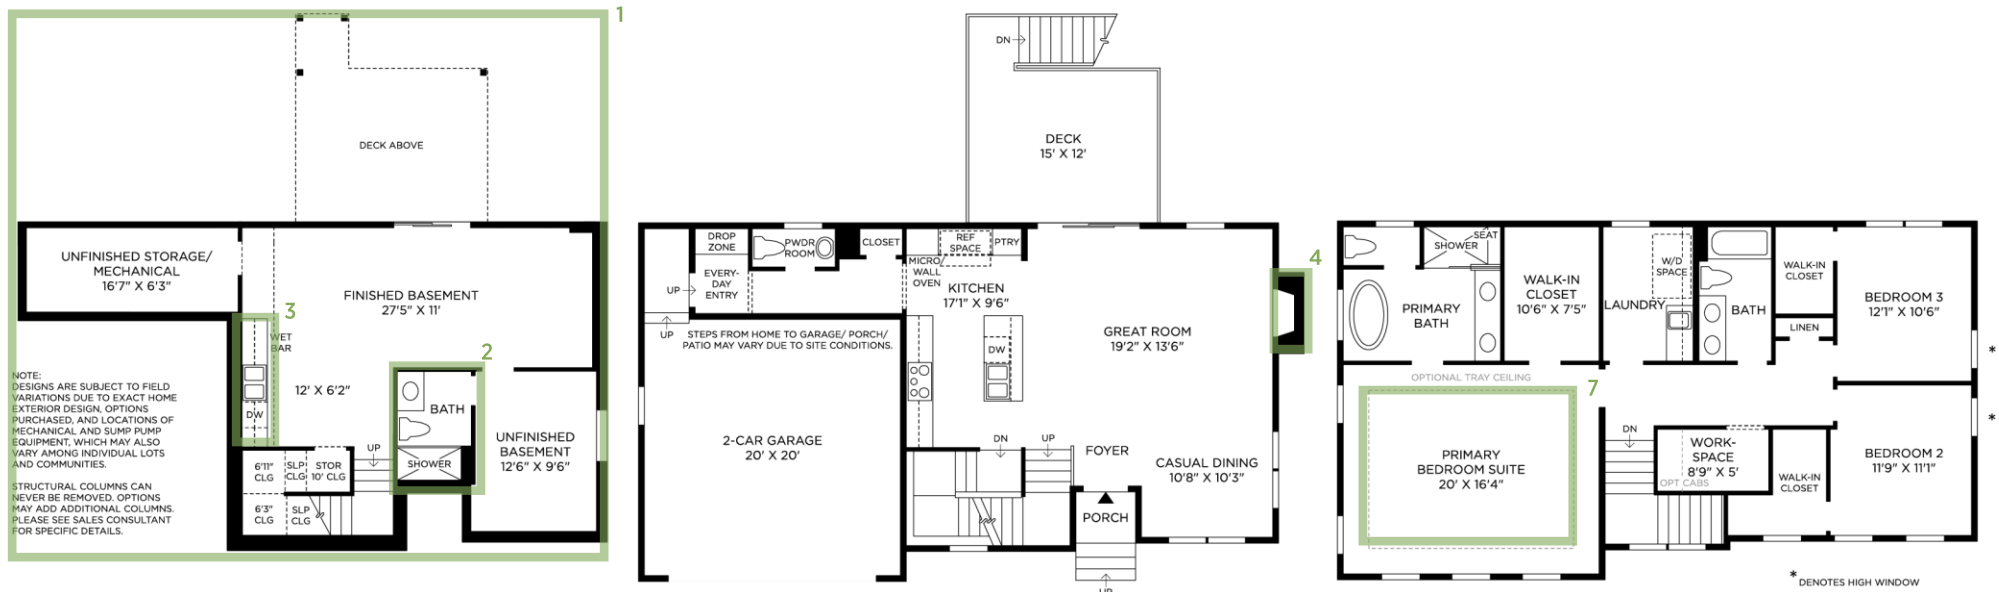 1
DECK ABOVE
UNFINISHED STORAGE/
MECHANICAL
16'7" X 6'3"
FINISHED BASEMENT
27'5" X 11'
3
WET
BAR
2
12' X 6'2"
DW
BATH
SHOWER
UNFINISHED
BASEMENT
12'6" X 9'6"
UP
6'11"
CLG
SLP
CLG
STOR
10' CLG
6'3"
CLG
SLP
CLG
NOTE:
DESIGNS ARE SUBJECT TO FIELD
VARIATIONS DUE TO EXACT HOME
EXTERIOR DESIGN, OPTIONS
PURCHASED, AND LOCATIONS OF
MECHANICAL AND SUMP PUMP
EQUIPMENT, WHICH MAY ALSO
VARY AMONG INDIVIDUAL LOTS
AND COMMUNITIES.
STRUCTURAL COLUMNS CAN
NEVER BE REMOVED. OPTIONS
MAY ADD ADDITIONAL COLUMNS.
PLEASE SEE SALES CONSULTANT
FOR SPECIFIC DETAILS.
DN
DECK
15' X 12'
DROP
ZONE
PWDR
ROOM
CLOSET
REF
SPACE
PTRY
MICRO/
WALL
OVEN
EVERY-
DAY
ENTRY
UP
UP
KITCHEN
17'1" X 9'6"
4
STEPS FROM HOME TO GARAGE/ PORCH/
PATIO MAY VARY DUE TO SITE CONDITIONS.
GREAT ROOM
19'2" X 13'6"
DW
2-CAR GARAGE
20' X 20'
DN
UP
FOYER
CASUAL DINING
10'8" X 10'3"
PORCH
UP
SEAT
SHOWER
PRIMARY
BATH
WALK-IN
CLOSET
10'6" X 7'5"
W/D
SPACE
LAUNDRY
BATH
WALK-IN
CLOSET
LINEN
BEDROOM 3
12'1" X 10'6"
*
OPTIONAL TRAY CEILING
7
*
PRIMARY
BEDROOM SUITE
20' X 16'4"
DN
WORK-
SPACE
8'9" X 5'
OPT CABS
WALK-IN
CLOSET
BEDROOM 2
11'9" X 11'1"
* DENOTES HIGH WINDOW